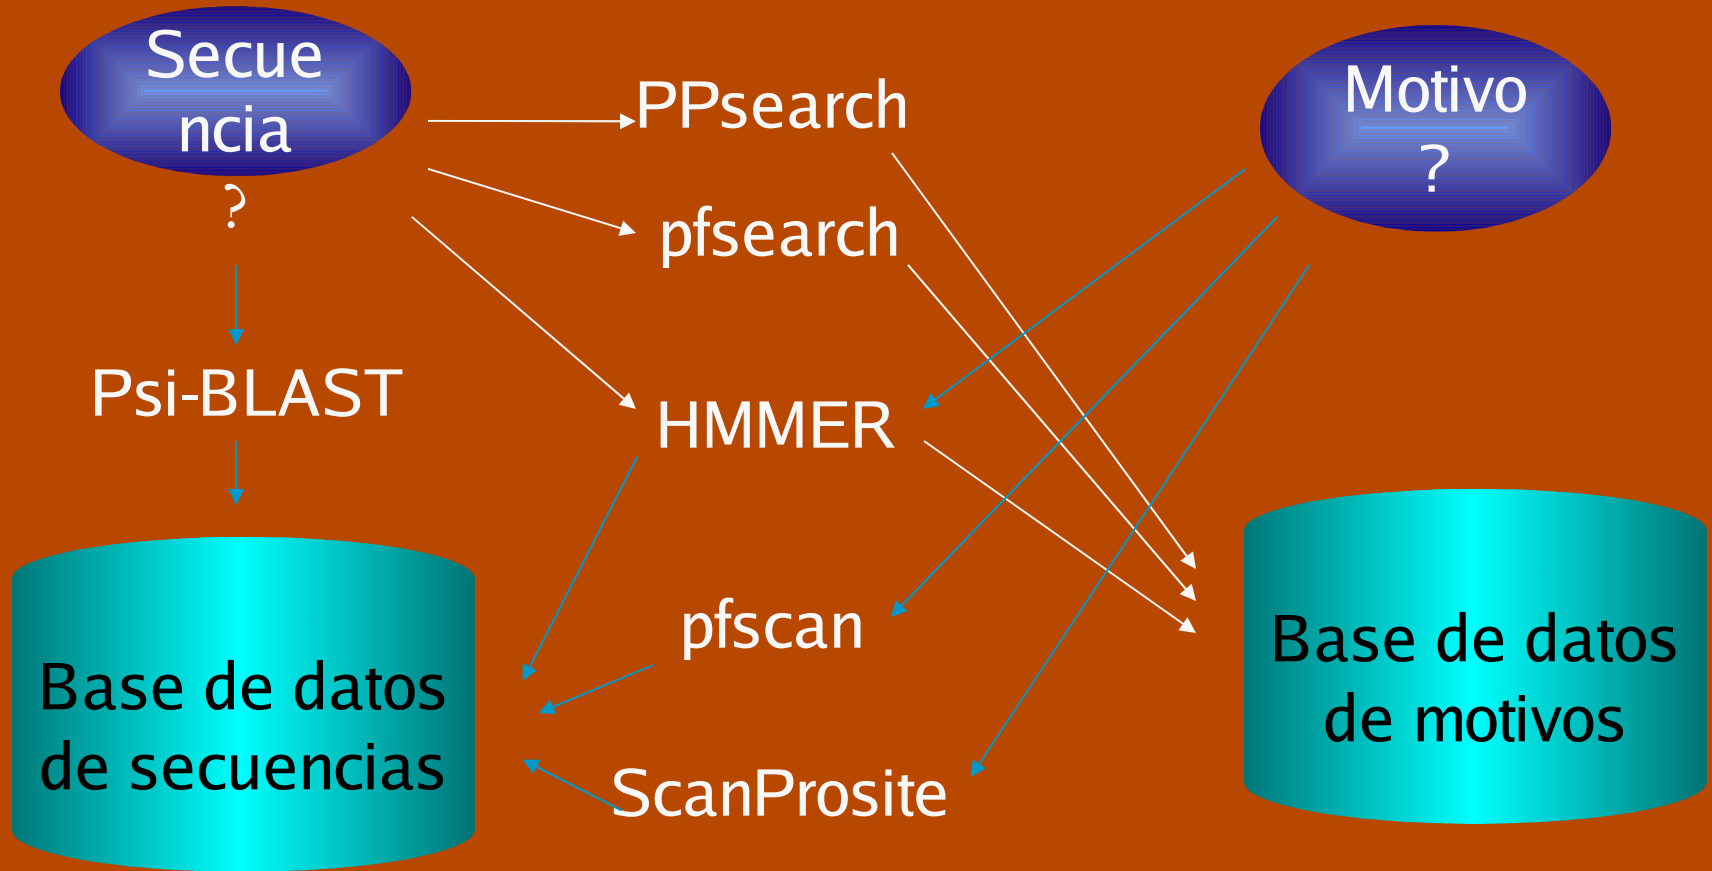 Secue
ncia
?
PPsearch
Motivo
?
pfsearch
Psi-BLAST
HMMER
pfscan
Base de datos
de secuencias
Base de datos
de motivos
ScanProsite